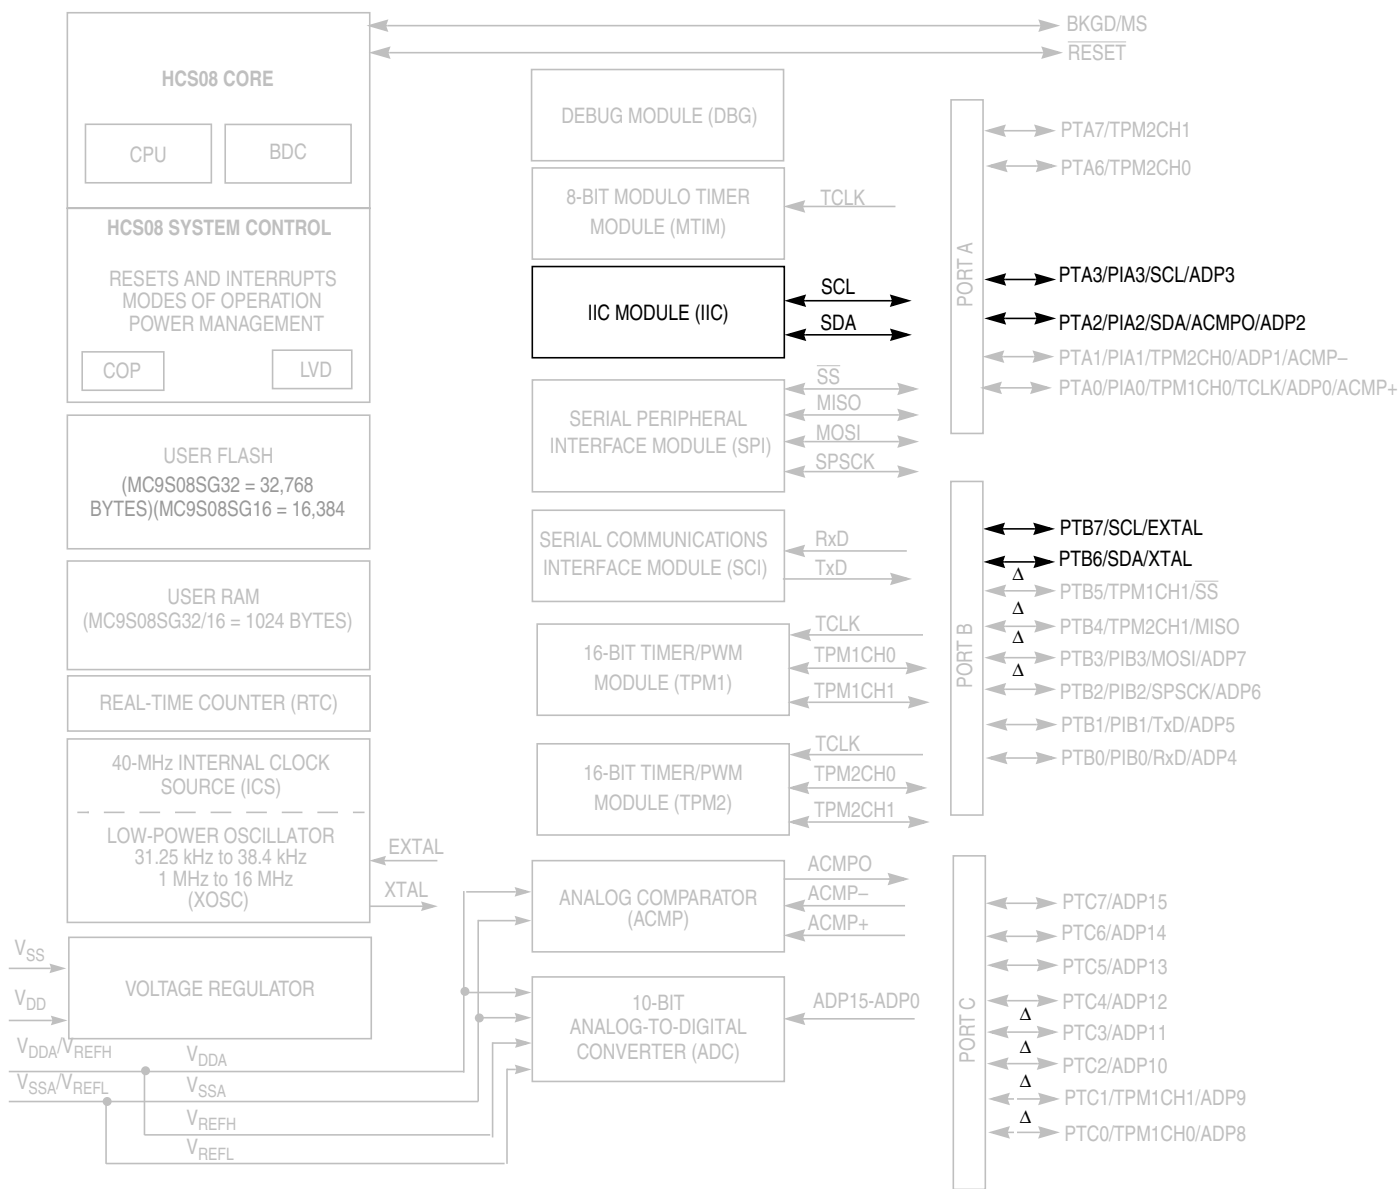 BKGD/MS
RESET
HCS08 CORE
CPU
BDC
HCS08 SYSTEM CONTROL
RESETS AND INTERRUPTS
MODES OF OPERATION
POWER MANAGEMENT
COP
LVD
USER FLASH
(MC9S08SG32 = 32,768
BYTES)(MC9S08SG16 = 16,384
USER RAM
(MC9S08SG32/16 = 1024 BYTES)
REAL-TIME COUNTER (RTC)
40-MHz INTERNAL CLOCK
SOURCE (ICS)
LOW-POWER OSCILLATOR
31.25 kHz to 38.4 kHz
1 MHz to 16 MHz
(XOSC)
EXTAL
XTAL
VSS
VDD
VOLTAGE REGULATOR
VDDA/VREFH
VSSA/VREFL
VDDA
VSSA
VREFH
VREFL
DEBUG MODULE (DBG)
8-BIT MODULO TIMER
MODULE (MTIM)
TCLK
IIC MODULE (IIC)
SCL
SDA
SERIAL PERIPHERAL
INTERFACE MODULE (SPI)
SS
MISO
MOSI
SPSCK
SERIAL COMMUNICATIONS
INTERFACE MODULE (SCI)
RxD
TxD
16-BIT TIMER/PWM
MODULE (TPM1)
TCLK
TPM1CH0
TPM1CH1
16-BIT TIMER/PWM
MODULE (TPM2)
TCLK
TPM2CH0
TPM2CH1
ANALOG COMPARATOR
(ACMP)
ACMPO
ACMP–
ACMP+
10-BIT
ANALOG-TO-DIGITAL
CONVERTER (ADC)
ADP15-ADP0
PORT A
PTA7/TPM2CH1
PTA6/TPM2CH0
PTA3/PIA3/SCL/ADP3
PTA2/PIA2/SDA/ACMPO/ADP2
PTA1/PIA1/TPM2CH0/ADP1/ACMP–
PTA0/PIA0/TPM1CH0/TCLK/ADP0/ACMP+
PORT B
PTB7/SCL/EXTAL
PTB6/SDA/XTAL
Δ
PTB5/TPM1CH1/SS
Δ
PTB4/TPM2CH1/MISO
Δ
PTB3/PIB3/MOSI/ADP7
Δ
PTB2/PIB2/SPSCK/ADP6
PTB1/PIB1/TxD/ADP5
PTB0/PIB0/RxD/ADP4
PORT C
PTC7/ADP15
PTC6/ADP14
PTC5/ADP13
PTC4/ADP12
Δ
PTC3/ADP11
Δ
PTC2/ADP10
Δ
PTC1/TPM1CH1/ADP9
Δ
PTC0/TPM1CH0/ADP8